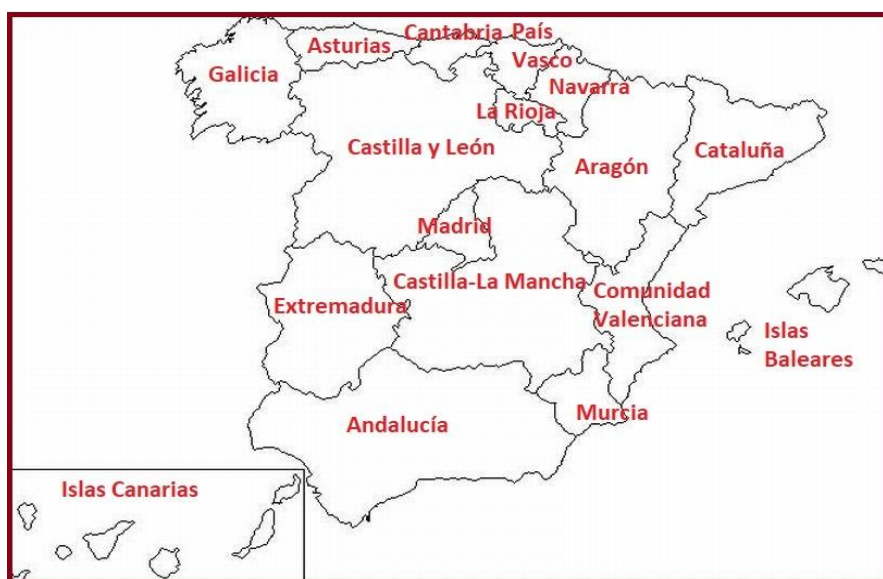 Cantabria
País
Vasco
Asturias
Galicia
Navarra
La Rioja
Castilla y León
Aragón
Cataluña
Madrid
Castilla-La Mancha
Comunidad
Valenciana
Extremadura
Islas
Baleares
Murcia
Andalucía
Islas Canarias